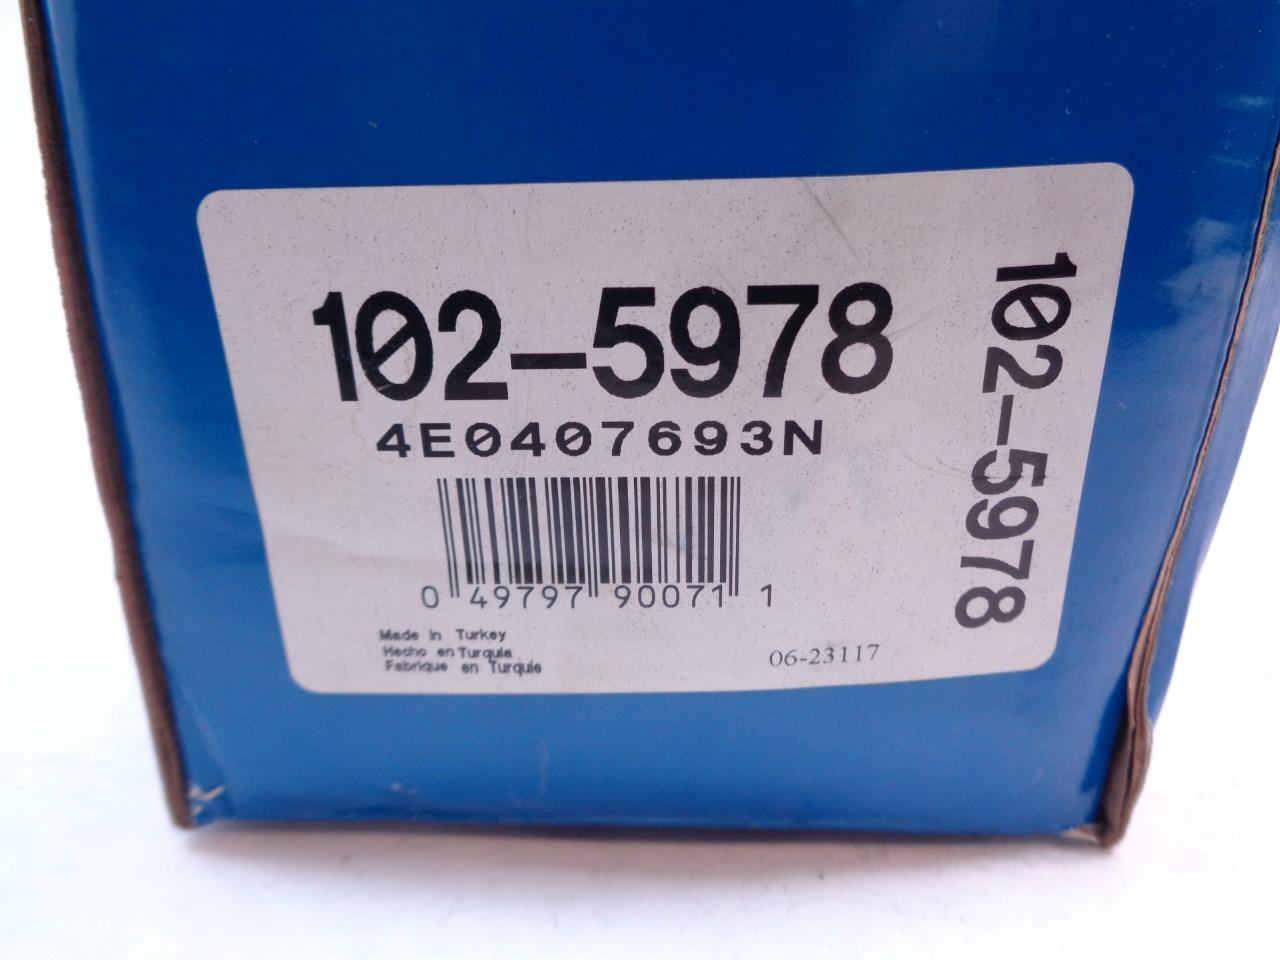 102-5978
4E0407693N
0 49797 90071 1
Made in Turkey
Hecho en Turquia
Fabrique en Turquie
06-23117
102-5978